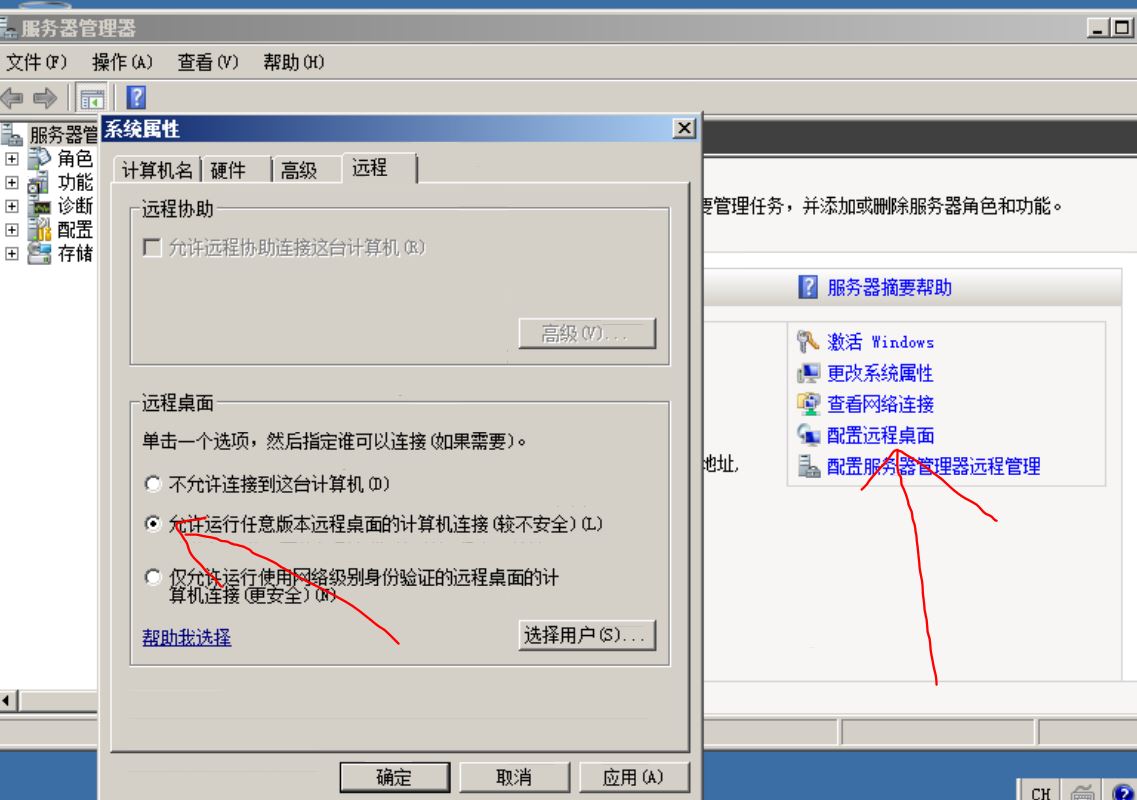 服务器管理器
文件(F) 操作(A) 查看(V) 帮助(H)
服务器管
角色
功能
诊断
配置
存储
系统属性
计算机名 硬件 高级 远程
远程协助
允许远程协助连接这台计算机(R)
高级(V)...
远程桌面
单击一个选项，然后指定谁可以连接(如果需要)。
不允许连接到这台计算机(D)
允许运行任意版本远程桌面的计算机连接(较不安全)(L)
仅允许运行使用网络级别身份验证的远程桌面的计
算机连接(更安全)(N)
帮助我选择
选择用户(S)...
确定 取消 应用(A)
要管理任务，并添加或删除服务器角色和功能。
服务器摘要帮助
激活 Windows
更改系统属性
查看网络连接
配置远程桌面
配置服务器管理器远程管理
地址,
CH